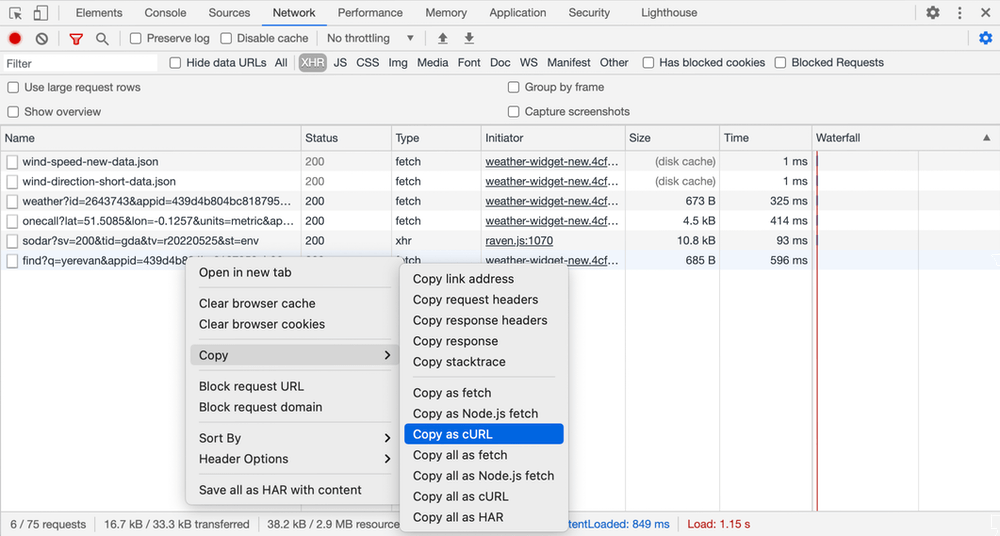 Elements Console Sources Network Performance Memory Application Security Lighthouse
Preserve log Disable cache No throttling
Filter Hide data URLs All XHR JS CSS Img Media Font Doc WS Manifest Other Has blocked cookies Blocked Requests
Use large request rows Group by frame
Show overview Capture screenshots
Name Status Type Initiator Size Time Waterfall
wind-speed-new-data.json 200 fetch weather-widget-new.4cf… (disk cache) 1 ms
wind-direction-short-data.json 200 fetch weather-widget-new.4cf… (disk cache) 1 ms
weather?id=2643743&appid=439d4b804bc818795… 200 fetch weather-widget-new.4cf… 673 B 325 ms
onecall?lat=51.5085&lon=-0.1257&units=metric&ap… 200 fetch weather-widget-new.4cf… 4.5 kB 414 ms
sodar?sv=200&tid=gda&tv=r20220525&st=env 200 xhr raven.js:1070 10.8 kB 93 ms
find?q=yerevan&appid=439d4b8 weather-widget-new.4cf… 685 B 596 ms
Open in new tab
Clear browser cache
Clear browser cookies
Copy
Block request URL
Block request domain
Sort By
Header Options
Save all as HAR with content
Copy link address
Copy request headers
Copy response headers
Copy response
Copy stacktrace
Copy as fetch
Copy as Node.js fetch
Copy as cURL
Copy all as fetch
Copy all as Node.js fetch
Copy all as cURL
Copy all as HAR
6 / 75 requests 16.7 kB / 33.3 kB transferred 38.2 kB / 2.9 MB resource tentLoaded: 849 ms Load: 1.15 s